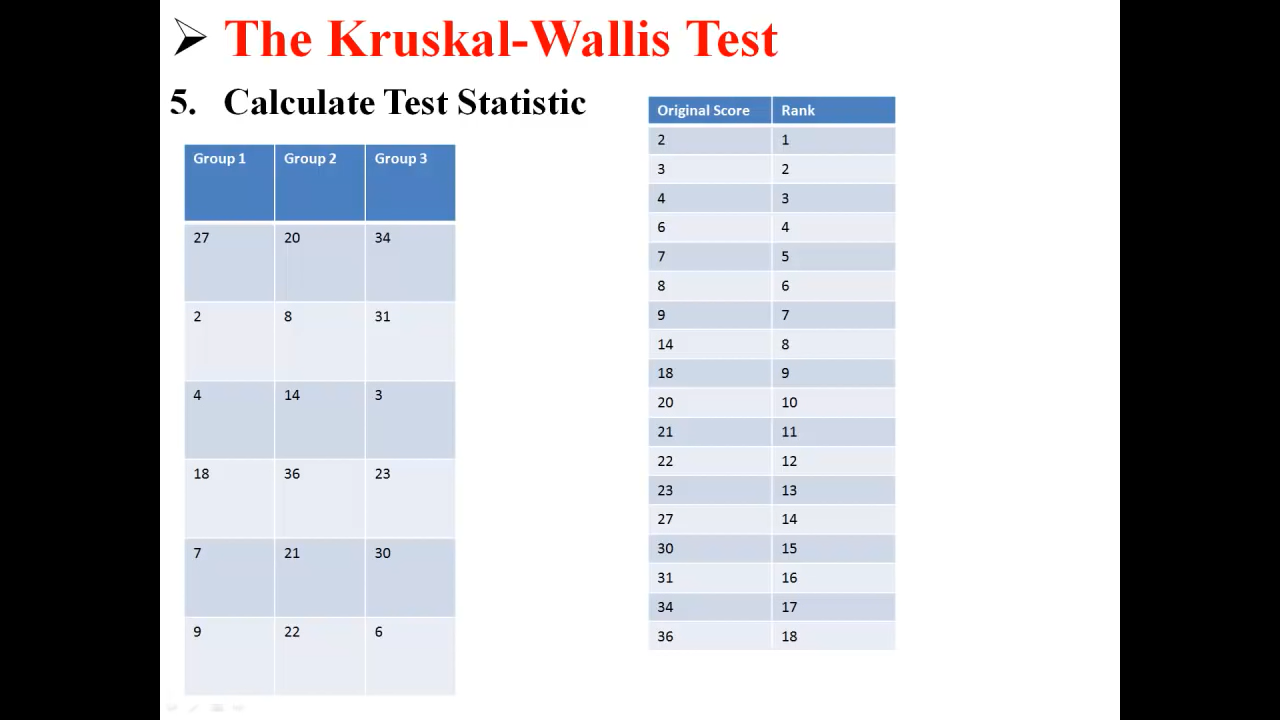 The Kruskal-Wallis Test
5. Calculate Test Statistic
Group 1 Group 2 Group 3
27 20 34
2 8 31
4 14 3
18 36 23
7 21 30
9 22 6
Original Score Rank
2 1
3 2
4 3
6 4
7 5
8 6
9 7
14 8
18 9
20 10
21 11
22 12
23 13
27 14
30 15
31 16
34 17
36 18